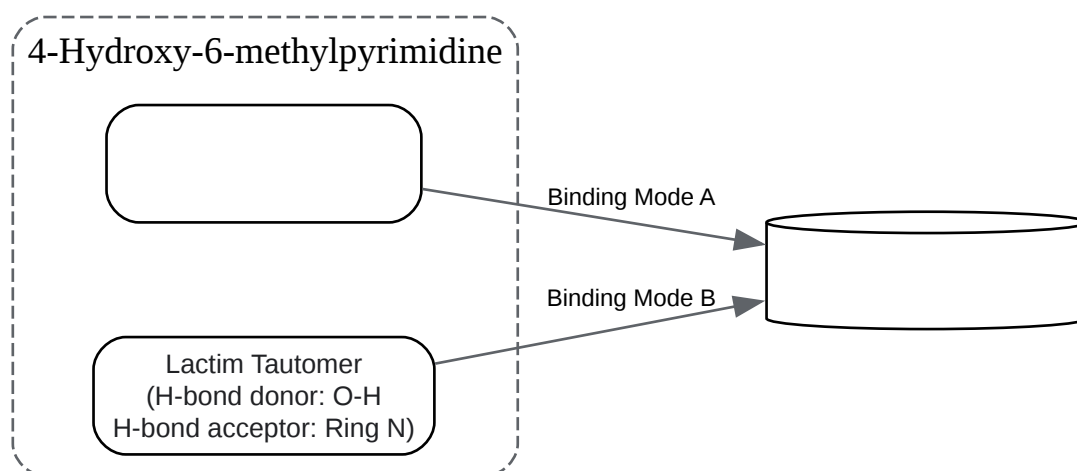 4-Hydroxy-6-methylpyrimidine
Binding Mode A
Binding Mode B
Lactim Tautomer
(H-bond donor: O-H
H-bond acceptor: Ring N)